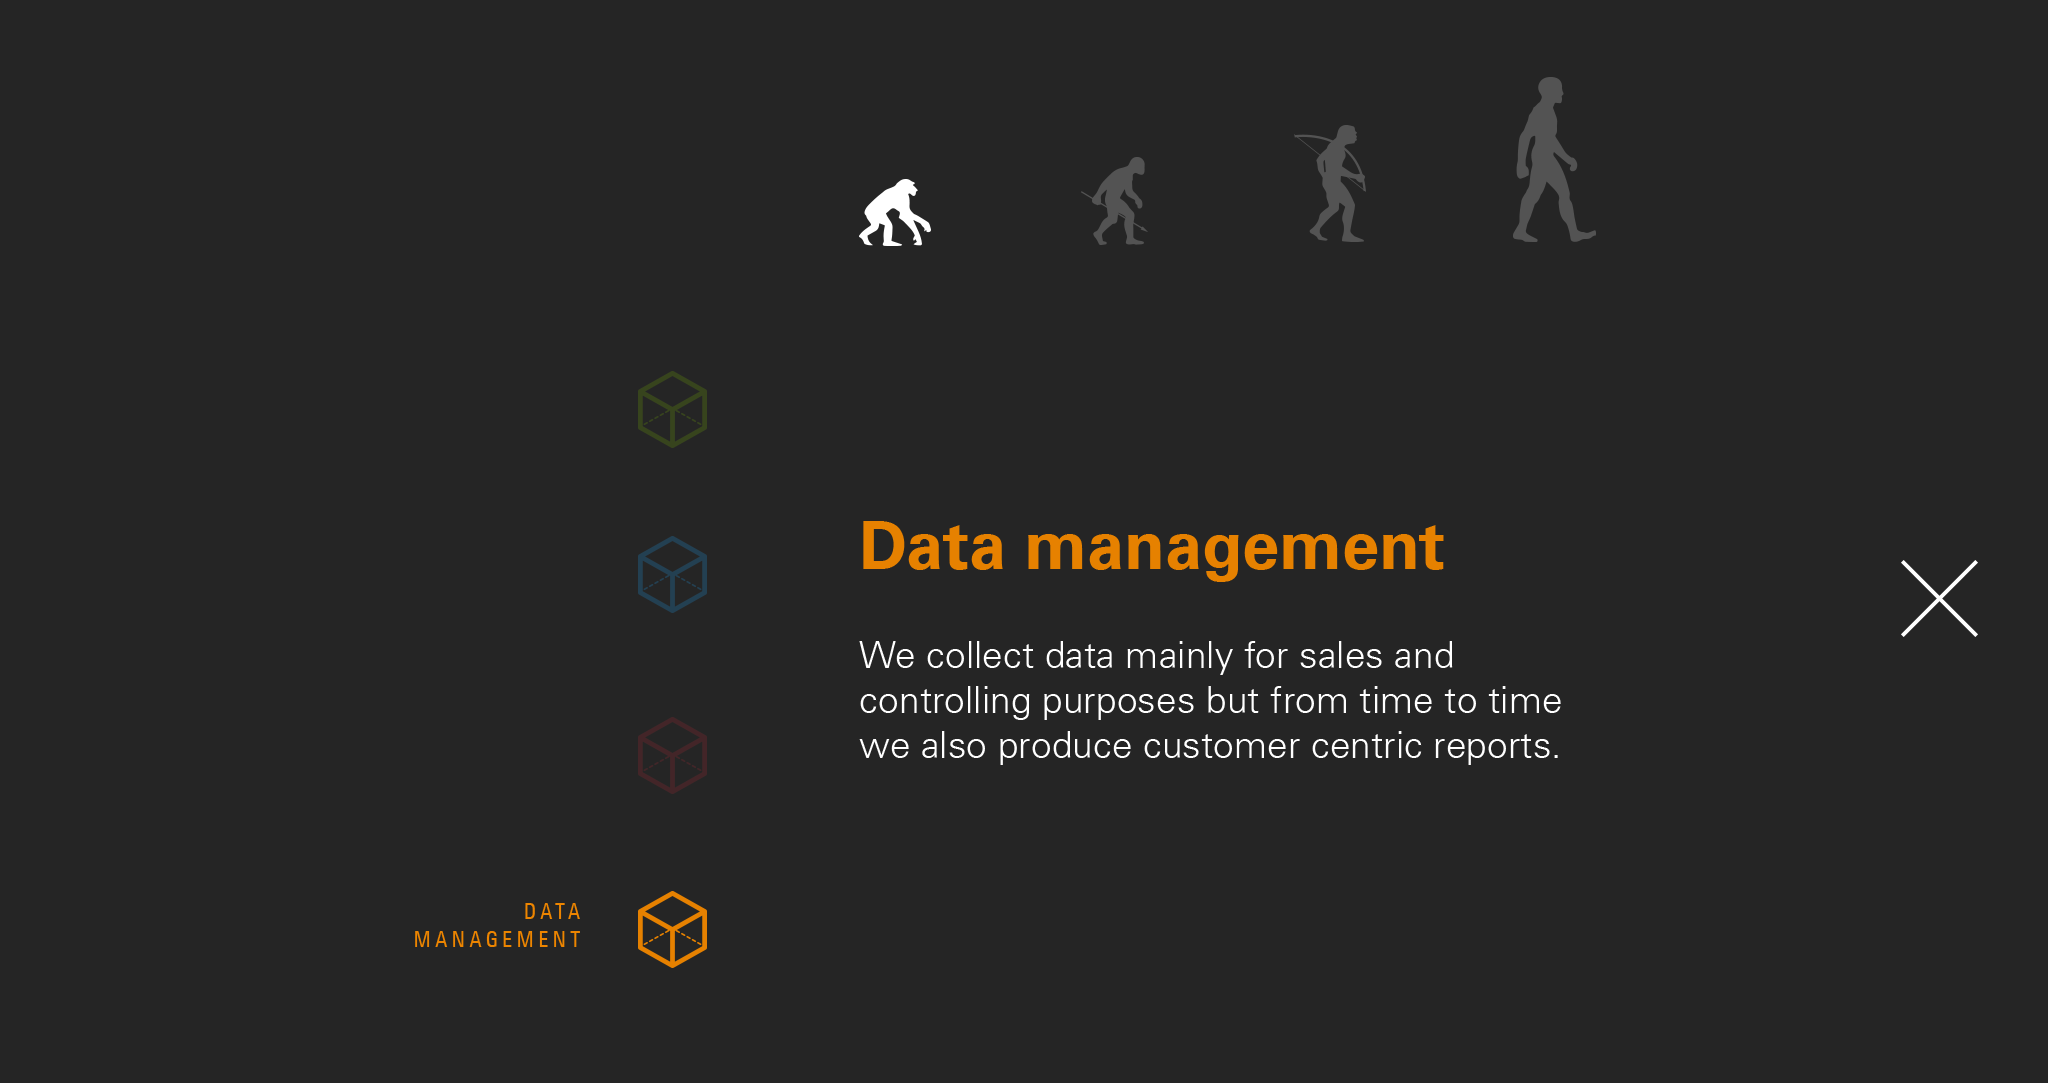 Data management
We collect data mainly for sales and
controlling purposes but from time to time
we also produce customer centric reports.
DATA
MANAGEMENT